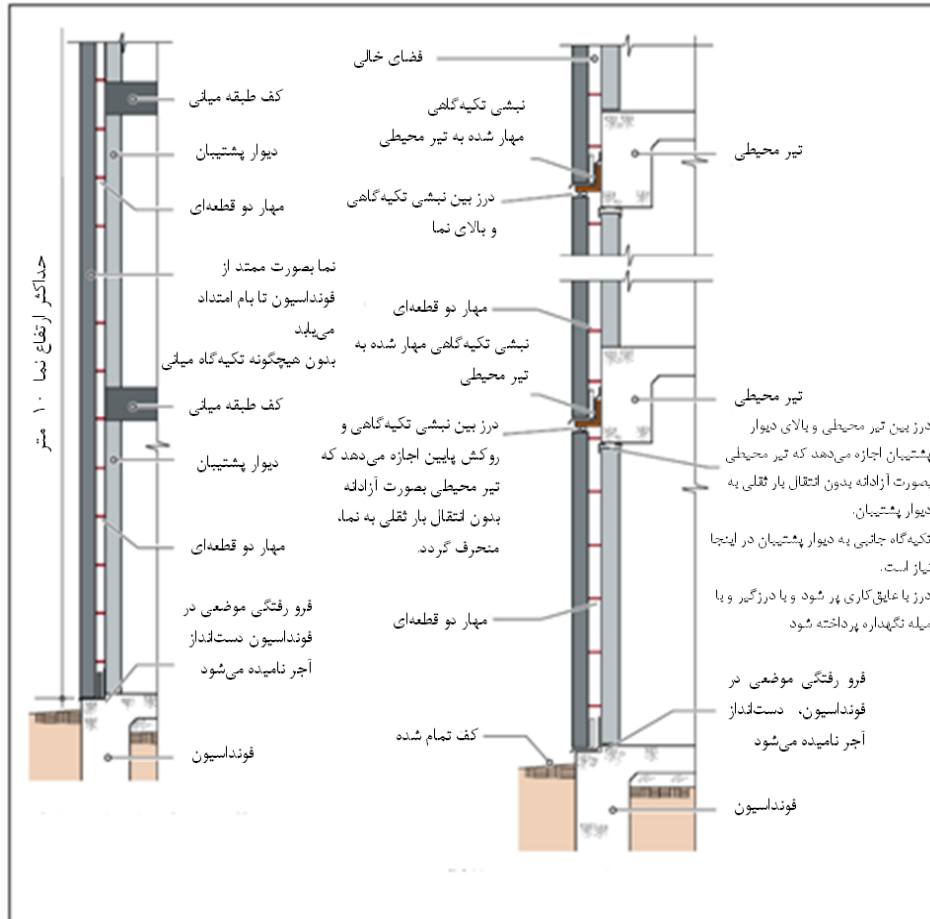 حداکثر ارتفاع نما ۱۰ متر
کف طبقه میانی
دیوار پشتیبان
مهار دو قطعه‌ای
نما بصورت ممتد از
فونداسیون تا بام امتداد
می‌یابد
بدون هیچگونه تکیه‌گاه میانی
کف طبقه میانی
دیوار پشتیبان
مهار دو قطعه‌ای
فرو رفتگی موضعی در
فونداسیون دست‌انداز
آجر نامیده می‌شود
فونداسیون
فضای خالی
نبشی تکیه‌گاهی
مهار شده به تیر محیطی
درز بین نبشی تکیه‌گاهی
و بالای نما
مهار دو قطعه‌ای
نبشی تکیه‌گاهی مهار شده به
تیر محیطی
درز بین نبشی تکیه‌گاهی و
روکش پایین اجازه می‌دهد که
تیر محیطی بصورت آزادانه
بدون انتقال بار ثقلی به نما،
منحرف گردد.
مهار دو قطعه‌ای
کف تمام شده
تیر محیطی
تیر محیطی
درز بین تیر محیطی و بالای دیوار
پشتیبان اجازه می‌دهد که تیر محیطی
بصورت آزادانه بدون انتقال بار ثقلی به
دیوار پشتیبان.
تکیه‌گاه جانبی به دیوار پشتیبان در اینجا
نیاز است.
درز با عایق‌کاری پر شود و یا درزگیر و یا
میله نگهداره پرداخته شود
فرو رفتگی موضعی در
فونداسیون، دست‌انداز
آجر نامیده می‌شود
فونداسیون